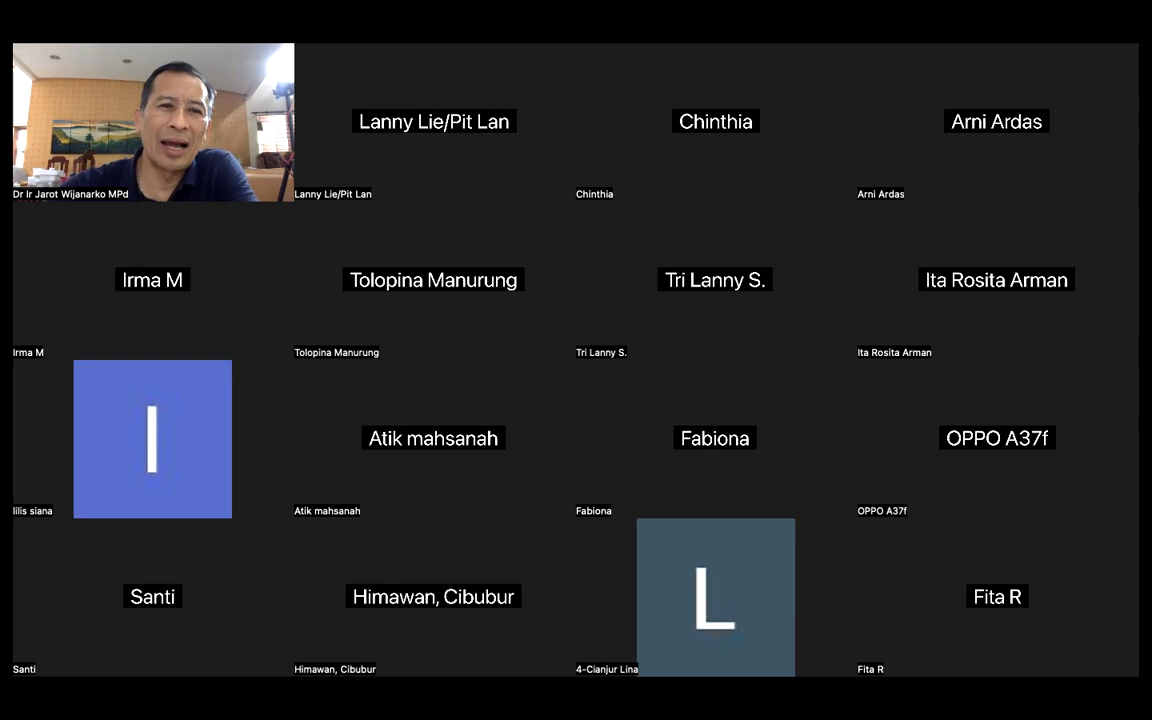 Lanny Lie/Pit Lan
Chinthia
Arni Ardas
Dr Ir Jarot Wijanarko MPd
Lanny Lie/Pit Lan
Chinthia
Arni Ardas
Irma M
Tolopina Manurung
Tri Lanny S.
Ita Rosita Arman
Irma M
Tolopina Manurung
Tri Lanny S.
Ita Rosita Arman
l
Atik mahsanah
Fabiona
OPPO A37f
lilis siana
Atik mahsanah
Fabiona
OPPO A37f
Santi
Himawan, Cibubur
L
Fita R
Santi
Himawan, Cibubur
4-Cianjur Lina
Fita R